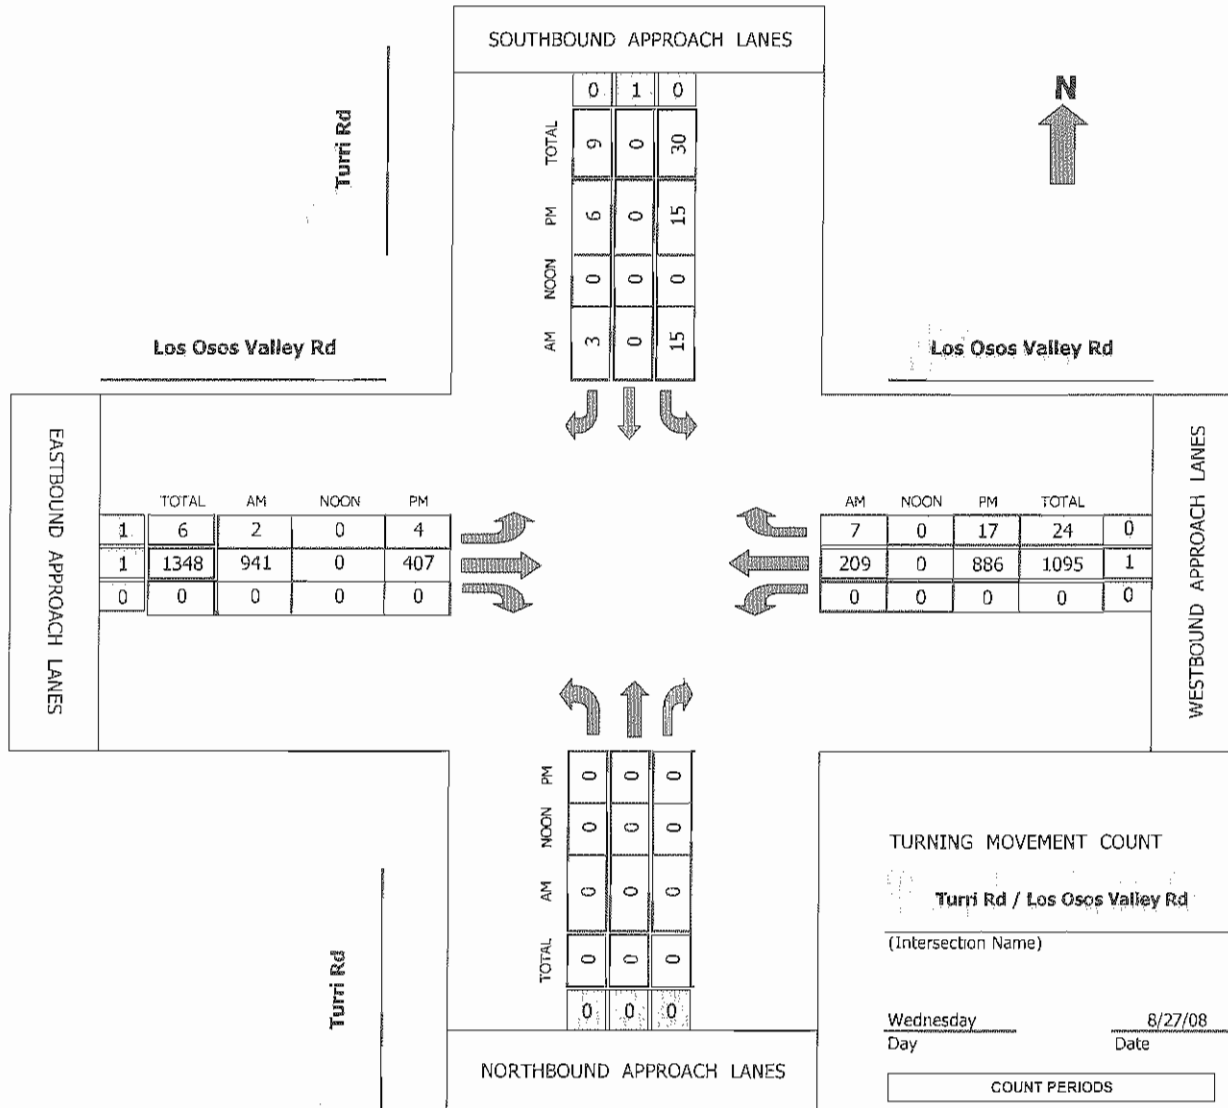 SOUTHBOUND APPROACH LANES
0 1 0
TOTAL 9 0 30
PM 6 0 15
NOON 0 0 0
AM 3 0 15
N
Turri Rd
Los Osos Valley Rd
Los Osos Valley Rd
EASTBOUND APPROACH LANES
TOTAL AM NOON PM
1 6 2 0 4
1 1348 941 0 407
0 0 0 0 0
AM NOON PM TOTAL
7 0 17 24 0
209 0 886 1095 1
0 0 0 0 0
WESTBOUND APPROACH LANES
PM 0 0 0
NOON 0 0 0
AM 0 0 0
TOTAL 0 0 0
0 0 0
NORTHBOUND APPROACH LANES
Turri Rd
TURNING MOVEMENT COUNT
Turri Rd / Los Osos Valley Rd
(Intersection Name)
Wednesday 8/27/08
Day Date
COUNT PERIODS